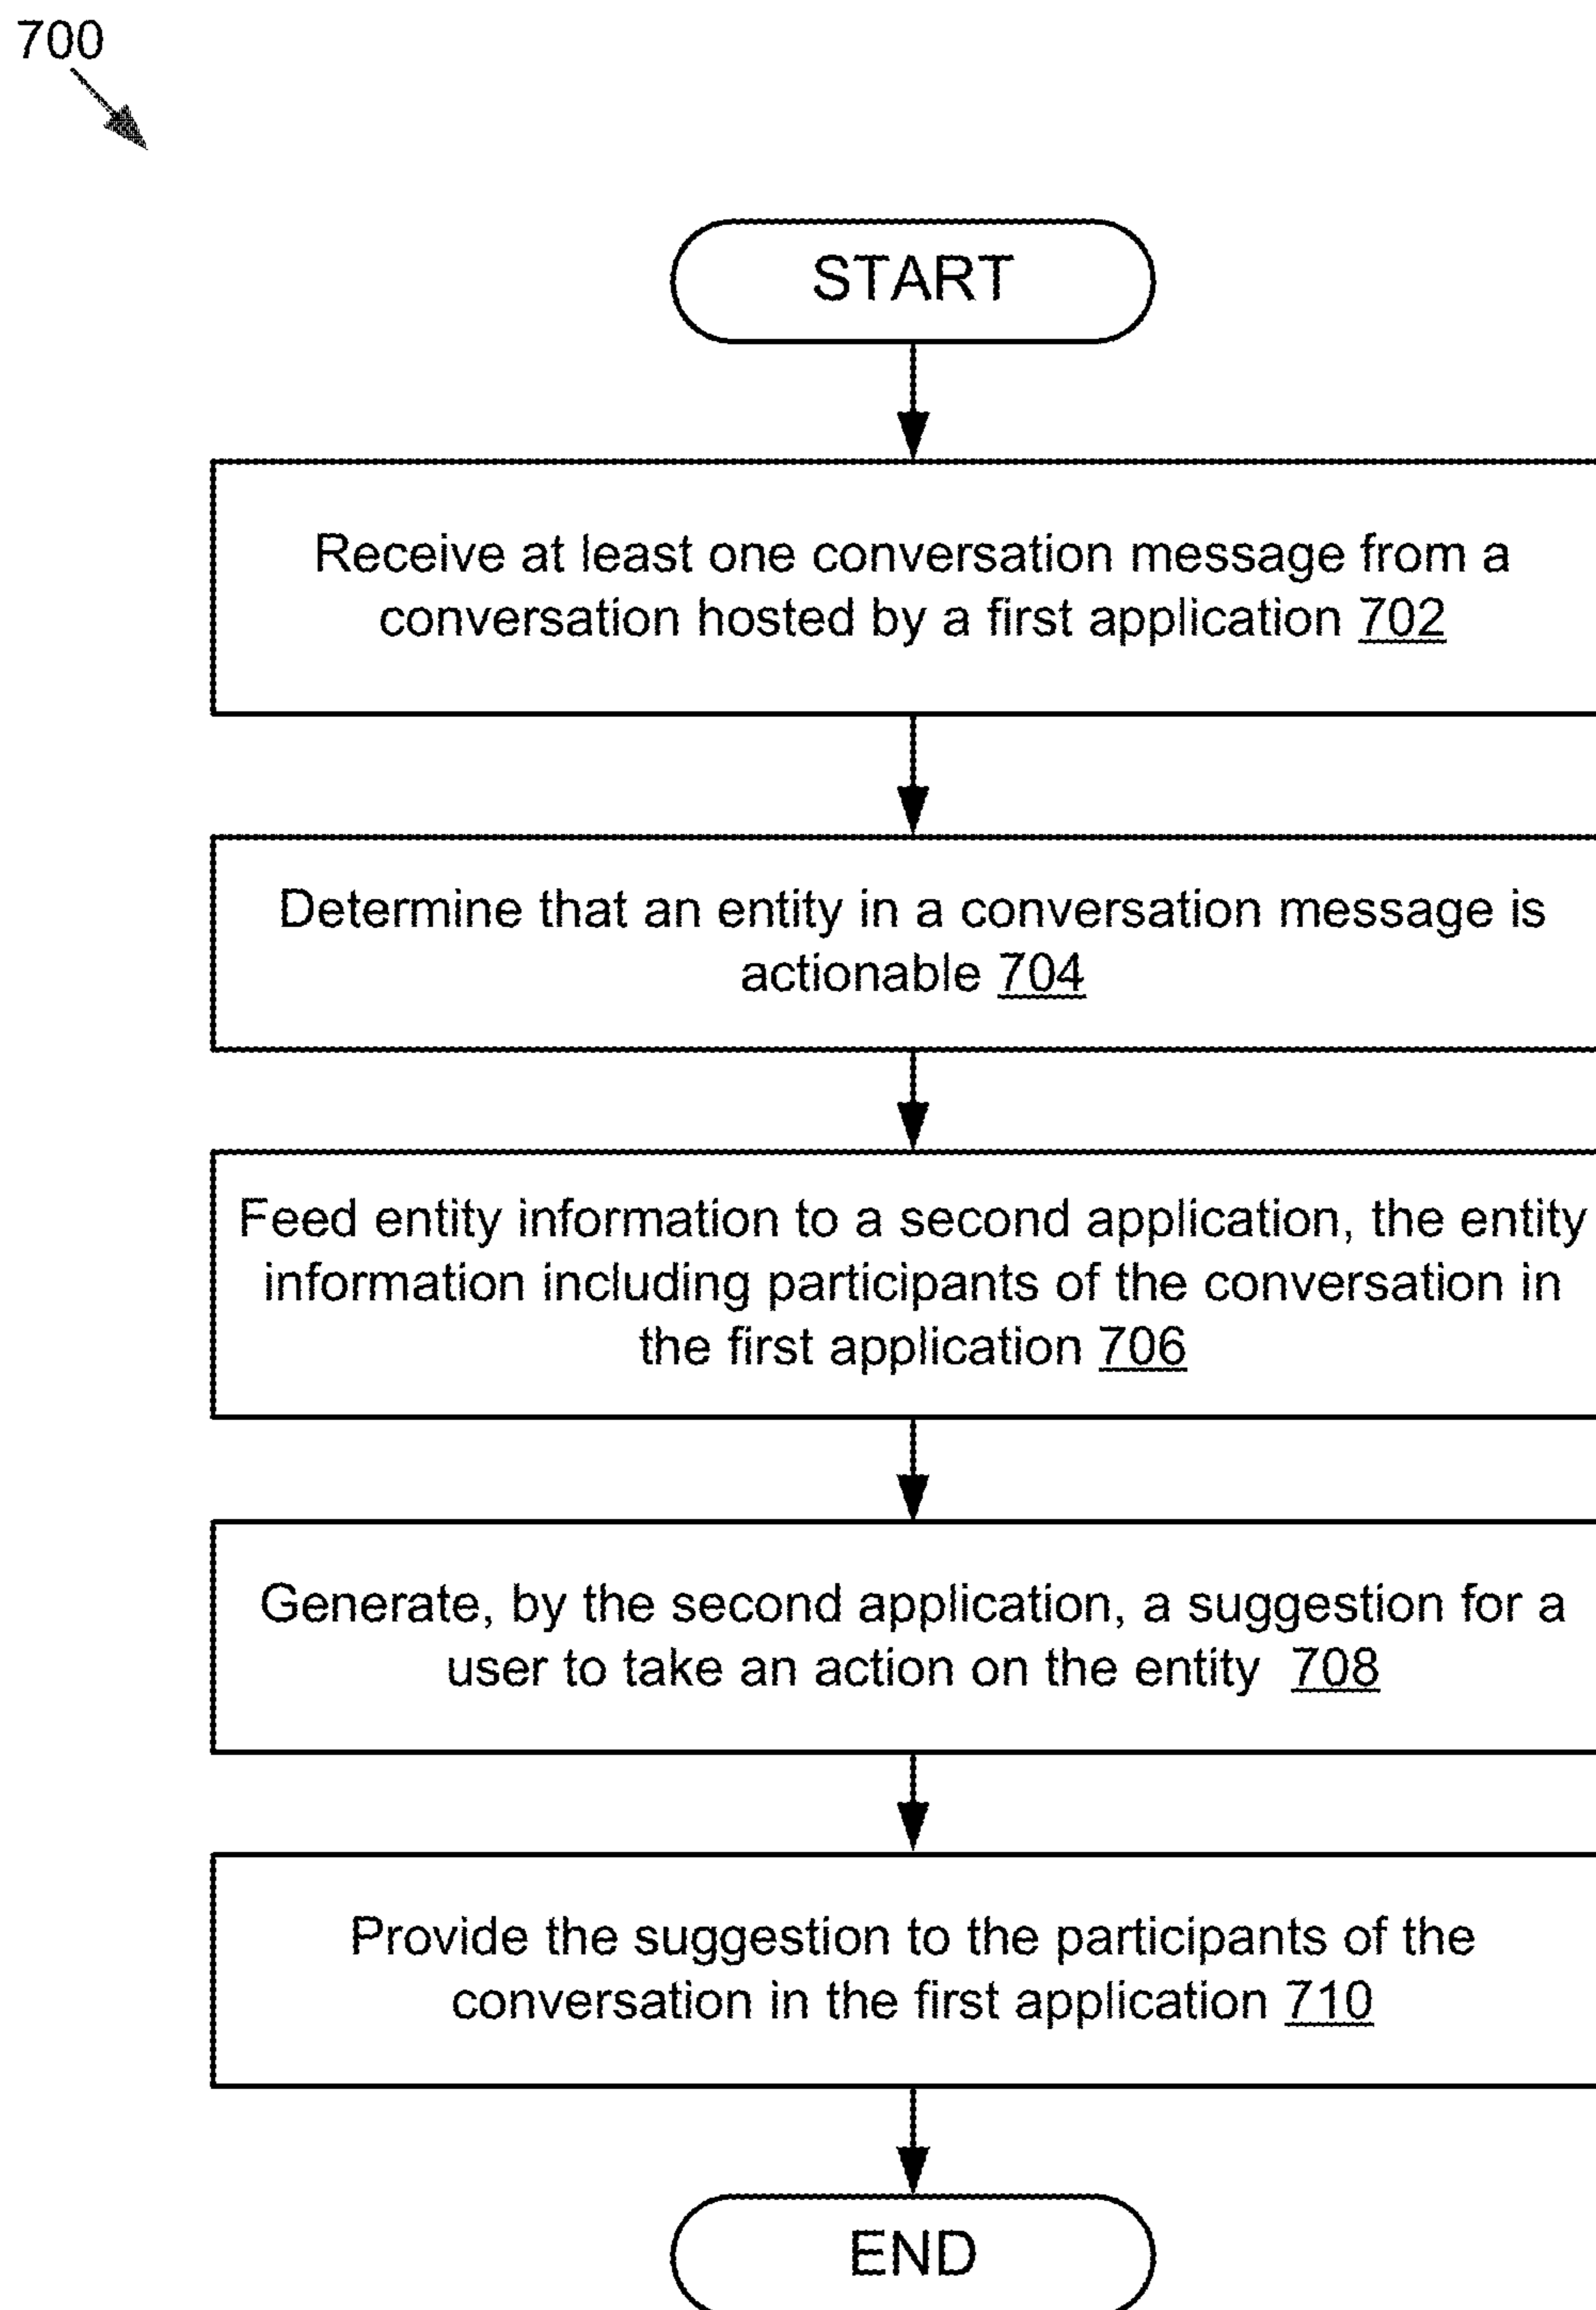 700
START
Receive at least one conversation message from a
conversation hosted by a first application 702
Determine that an entity in a conversation message is
actionable 704
Feed entity information to a second application, the entity
information including participants of the conversation in
the first application 706
Generate, by the second application, a suggestion for a
user to take an action on the entity 708
Provide the suggestion to the participants of the
conversation in the first application 710
END